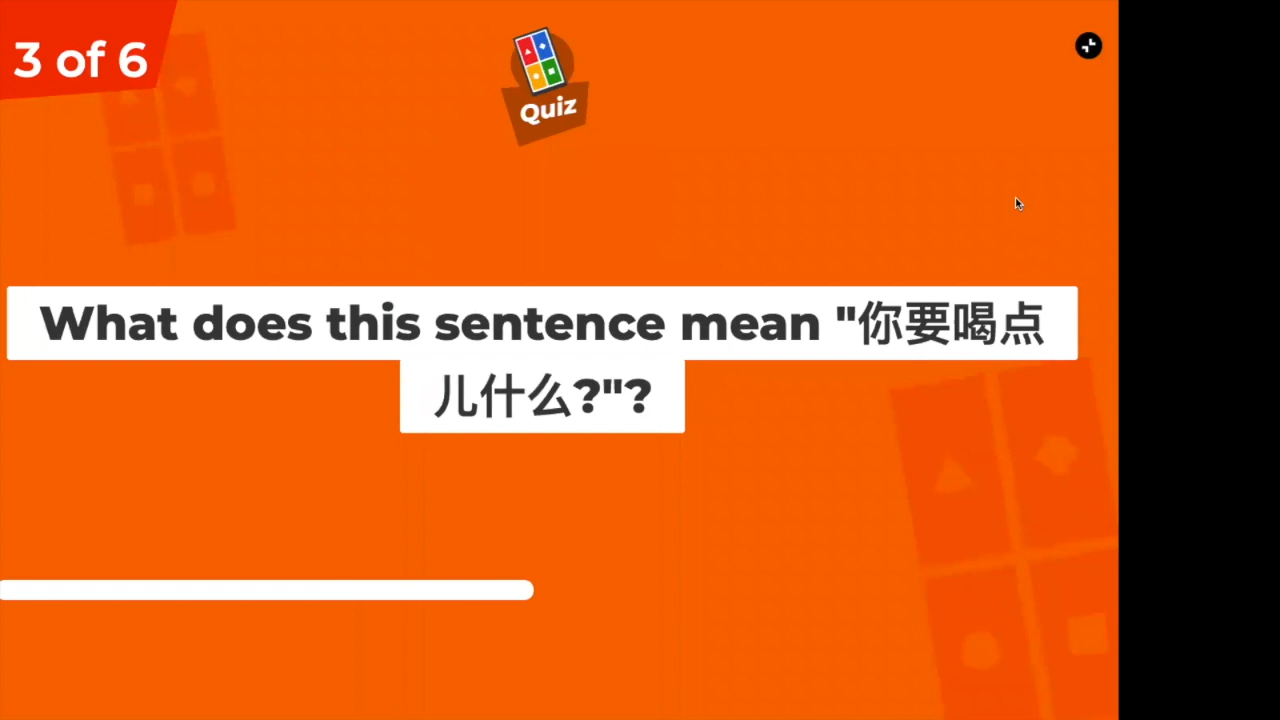 3 of 6
Quiz
What does this sentence mean "你要喝点
儿什么?"?